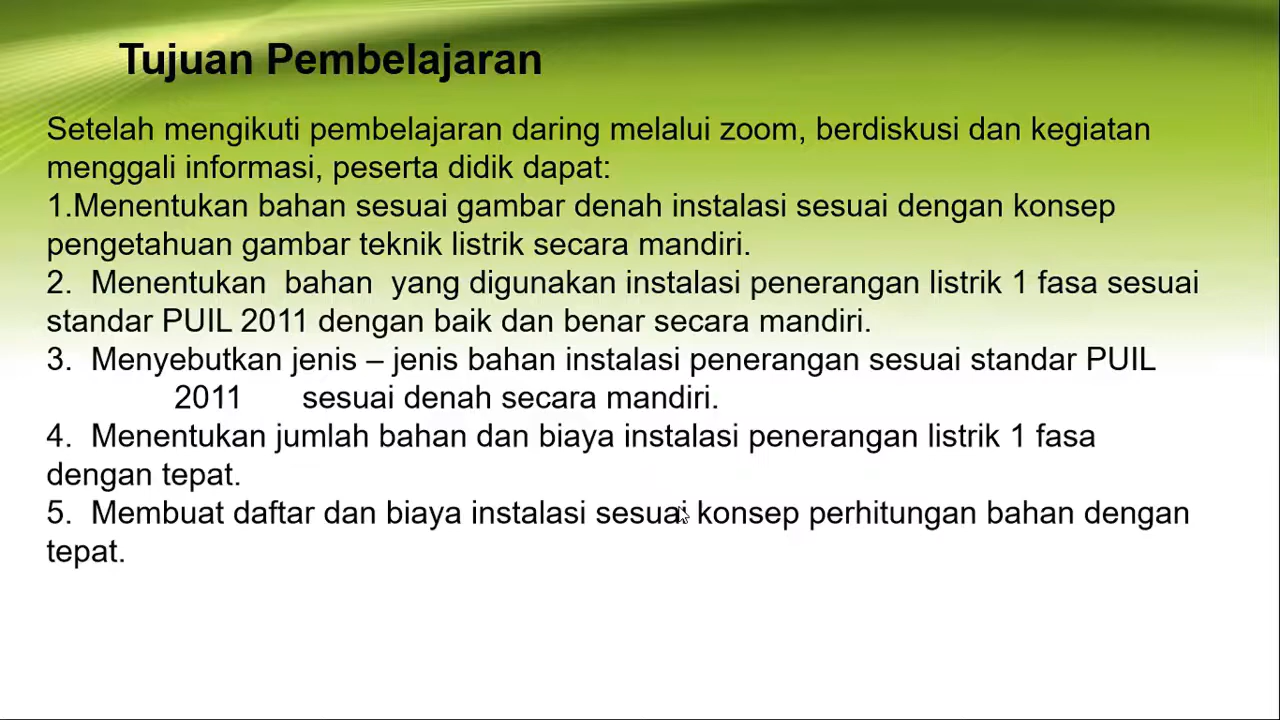 Tujuan Pembelajaran
Setelah mengikuti pembelajaran daring melalui zoom, berdiskusi dan kegiatan
menggali informasi, peserta didik dapat:
1.Menentukan bahan sesuai gambar denah instalasi sesuai dengan konsep
pengetahuan gambar teknik listrik secara mandiri.
2. Menentukan bahan yang digunakan instalasi penerangan listrik 1 fasa sesuai
standar PUIL 2011 dengan baik dan benar secara mandiri.
3. Menyebutkan jenis – jenis bahan instalasi penerangan sesuai standar PUIL
2011 sesuai denah secara mandiri.
4. Menentukan jumlah bahan dan biaya instalasi penerangan listrik 1 fasa
dengan tepat.
5. Membuat daftar dan biaya instalasi sesuai konsep perhitungan bahan dengan
tepat.